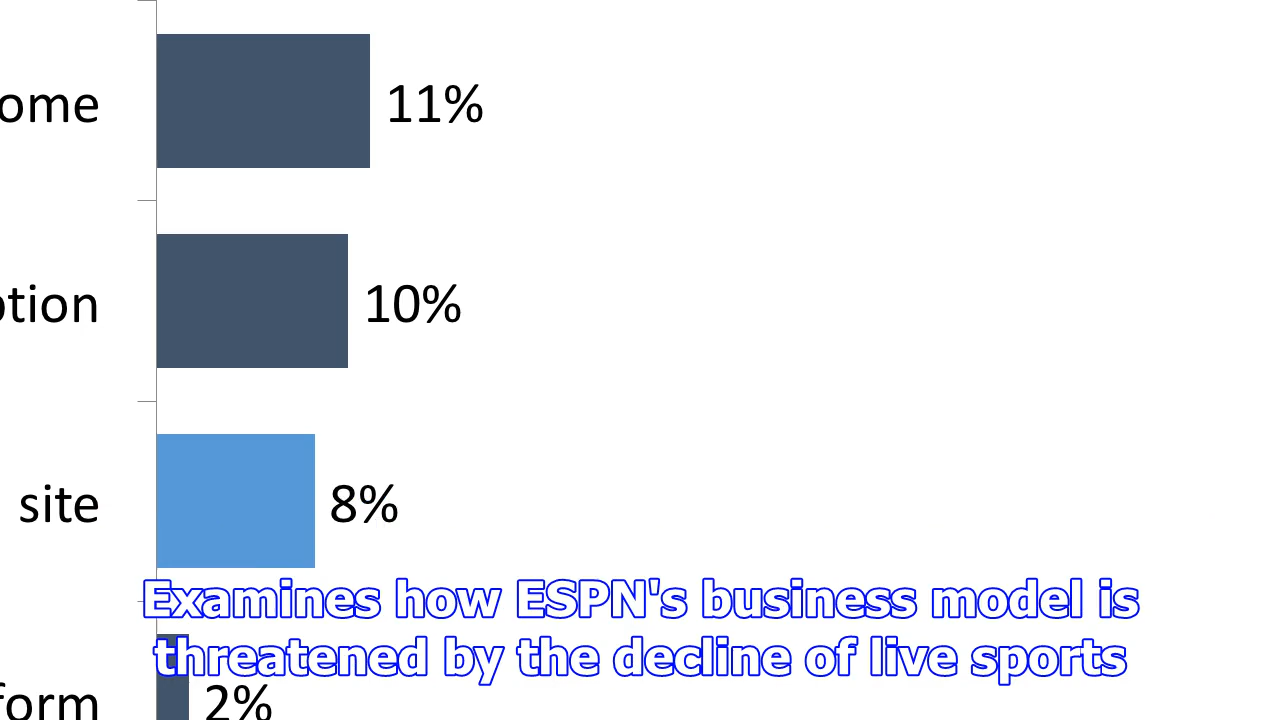 ome 11%
tion 10%
site 8%
Examines how ESPN's business model is
threatened by the decline of live sports
form 2%